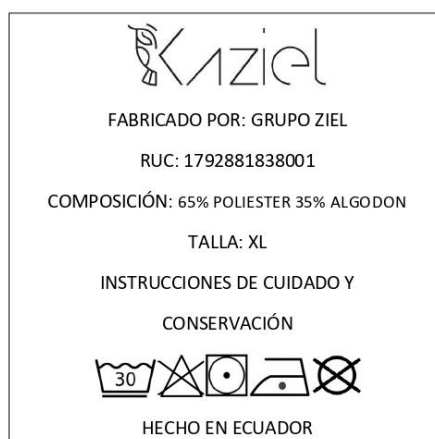 Kaziel
FABRICADO POR: GRUPO ZIEL
RUC: 1792881838001
COMPOSICIÓN: 65% POLIESTER 35% ALGODON
TALLA: XL
INSTRUCCIONES DE CUIDADO Y
CONSERVACIÓN
30
HECHO EN ECUADOR